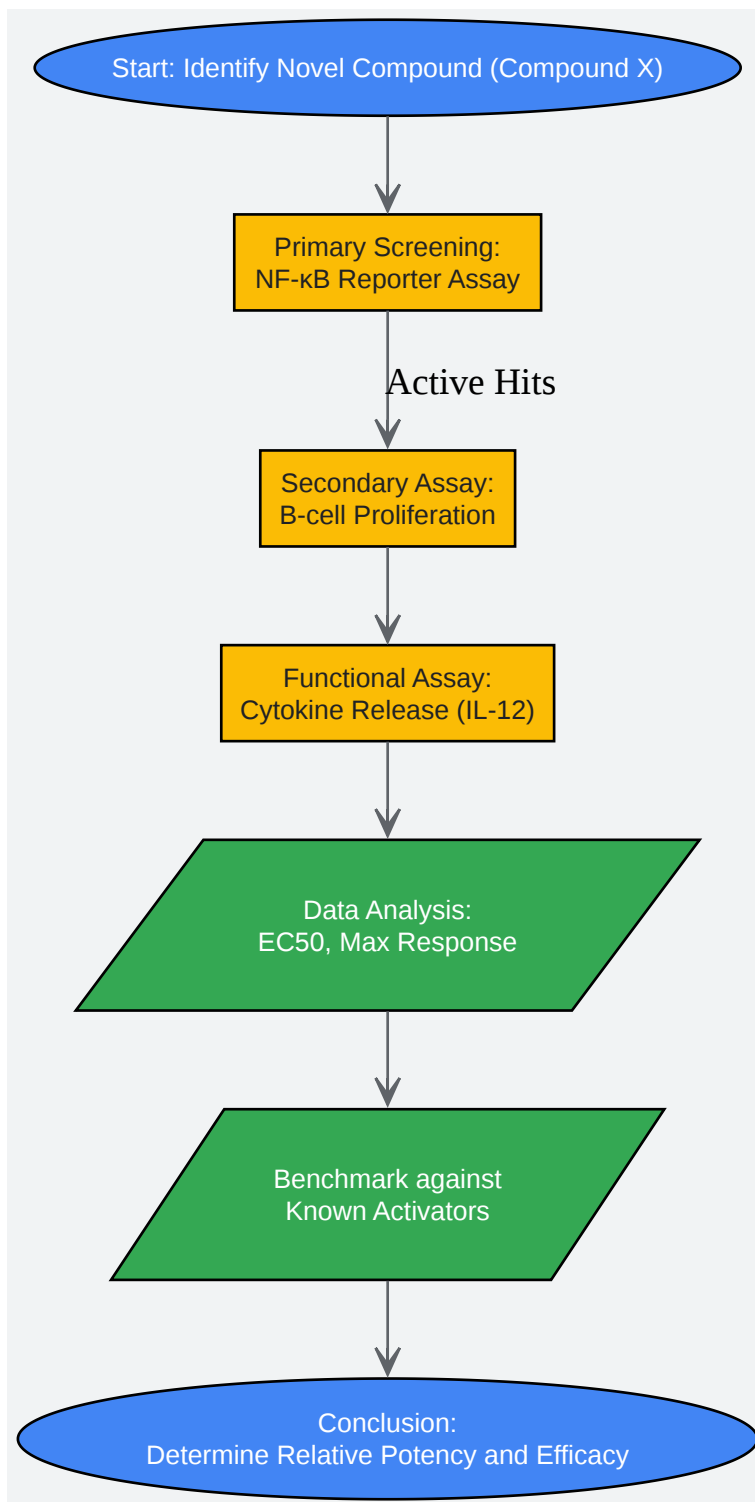 Start: Identify Novel Compound (Compound X)
Primary Screening:
NF-κB Reporter Assay
Active Hits
Secondary Assay:
B-cell Proliferation
Functional Assay:
Cytokine Release (IL-12)
Data Analysis:
EC50, Max Response
Benchmark against
Known Activators
Conclusion:
Determine Relative Potency and Efficacy